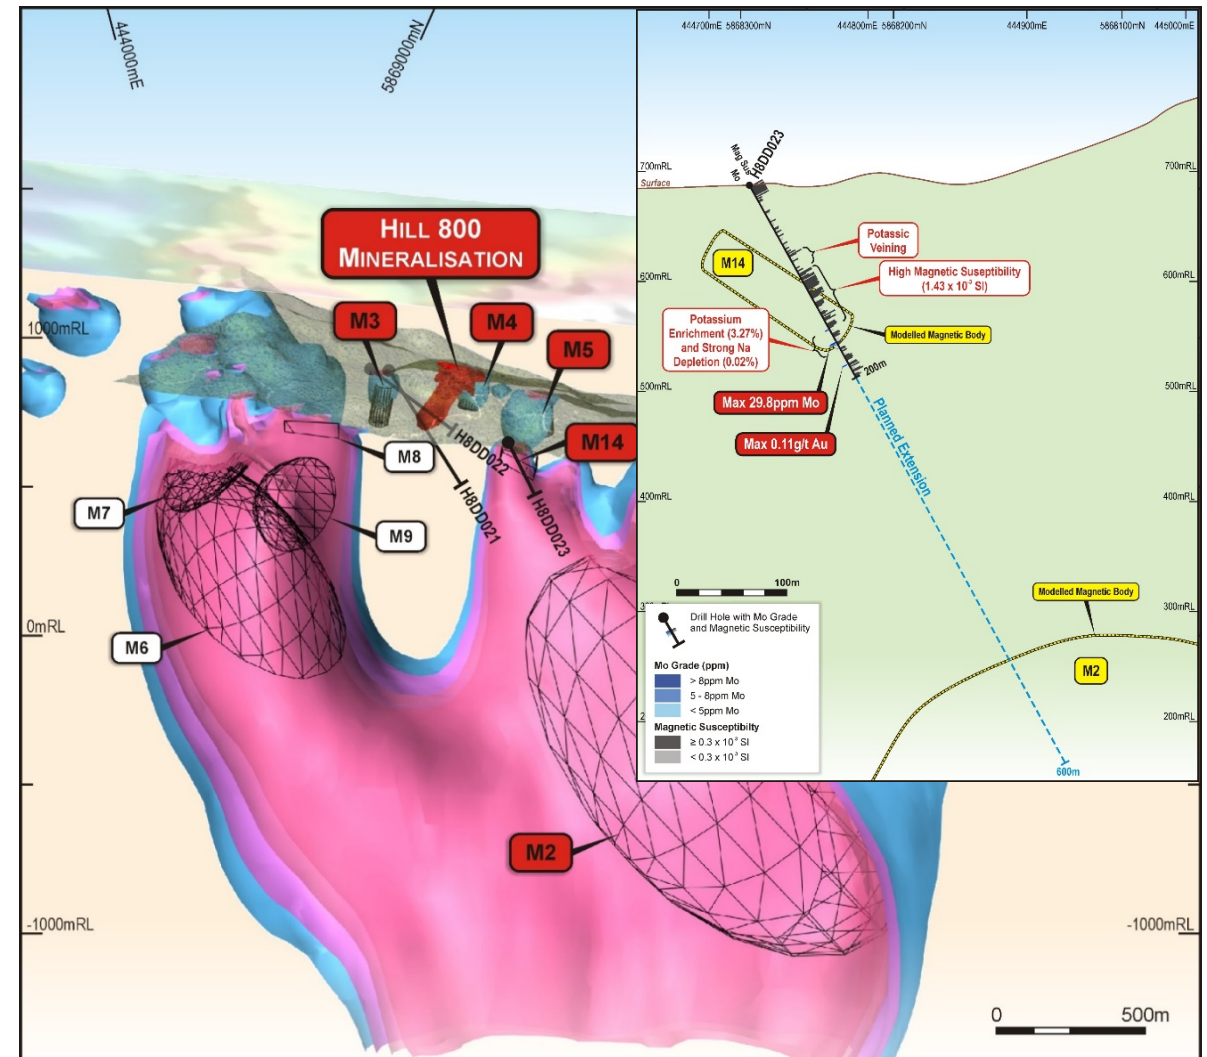 444000mE
5869000mN
HILL 800
MINERALISATION
M3
M4
M5
M14
1000mRL
H8DD022
H8DD021
H8DD023
M8
M7
M9
M6
0mRL
M2
-1000mRL
-1000mRL
0 500m
444700mE 5868300mN 444800mE 5868200mN 444900mE 5868100mN 445000mE
Mag Sus
Mo
H8DD023
700mRL
700mRL
Surface
Potassic
Veining
M14
600mRL
600mRL
High Magnetic Suseptibility
(1.43 x 10⁻³ SI)
Potassium
Enrichment (3.27%)
and Strong Na
Depletion (0.02%)
Modelled Magnetic Body
200m
500mRL
500mRL
Max 29.8ppm Mo
Max 0.11g/t Au
Planned Extension
400mRL
400mRL
0 100m
Modelled Magnetic Body
300mRL
M2
200mRL
600m
Drill Hole with Mo Grade
and Magnetic Susceptibility
Mo Grade (ppm)
> 8ppm Mo
5 - 8ppm Mo
< 5ppm Mo
Magnetic Susceptibilty
≥ 0.3 x 10⁻³ SI
< 0.3 x 10⁻³ SI